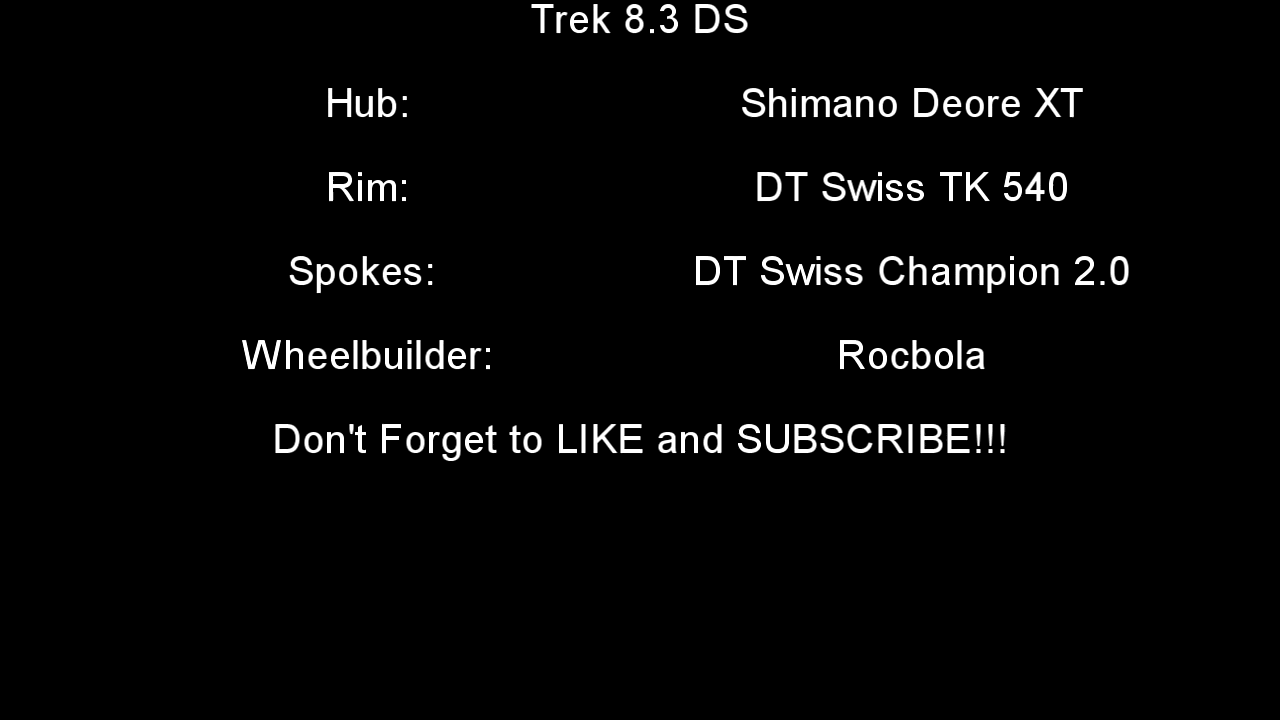 Trek 8.3 DS
Hub: Shimano Deore XT
Rim: DT Swiss TK 540
Spokes: DT Swiss Champion 2.0
Wheelbuilder: Rocbola
Don't Forget to LIKE and SUBSCRIBE!!!